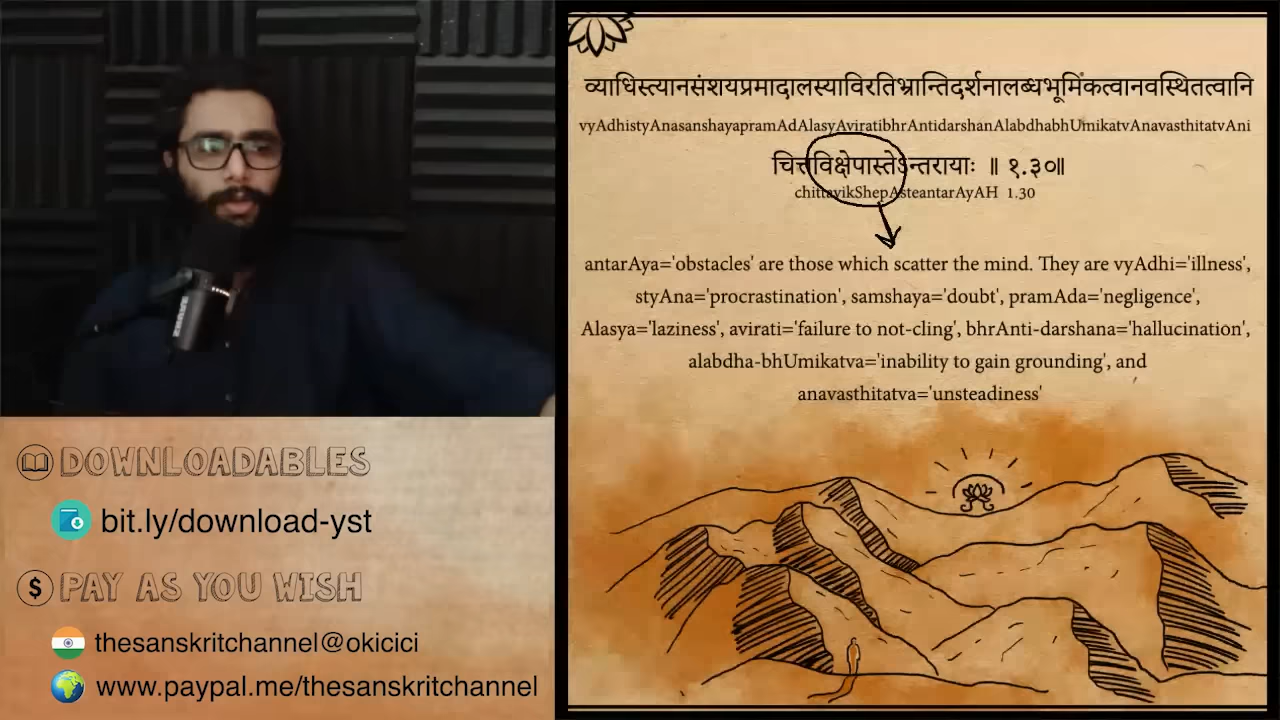 व्याधिस्त्यानसंशयप्रमादालस्याविरतिभ्रान्तिदर्शनालब्धभूमिकत्वानवस्थितत्वानि
vyAdhistyAnasanshayapramAdAlasyAviratibhrAntidarshanAlabdhabhUmikatvAnavasthitatvAni
चित्तविक्षेपास्तेऽन्तरायाः ॥ १.३०॥
chittavikShepAsteantarAyAH 1.30
antarAya='obstacles' are those which scatter the mind. They are vyAdhi='illness',
styAna='procrastination', samshaya='doubt', pramAda='negligence',
Alasya='laziness', avirati='failure to not-cling', bhrAnti-darshana='hallucination',
alabdha-bhUmikatva='inability to gain grounding', and
anavasthitatva='unsteadiness'
DOWNLOADABLES
bit.ly/download-yst
$ PAY AS YOU WISH
thesanskritchannel@okicici
www.paypal.me/thesanskritchannel